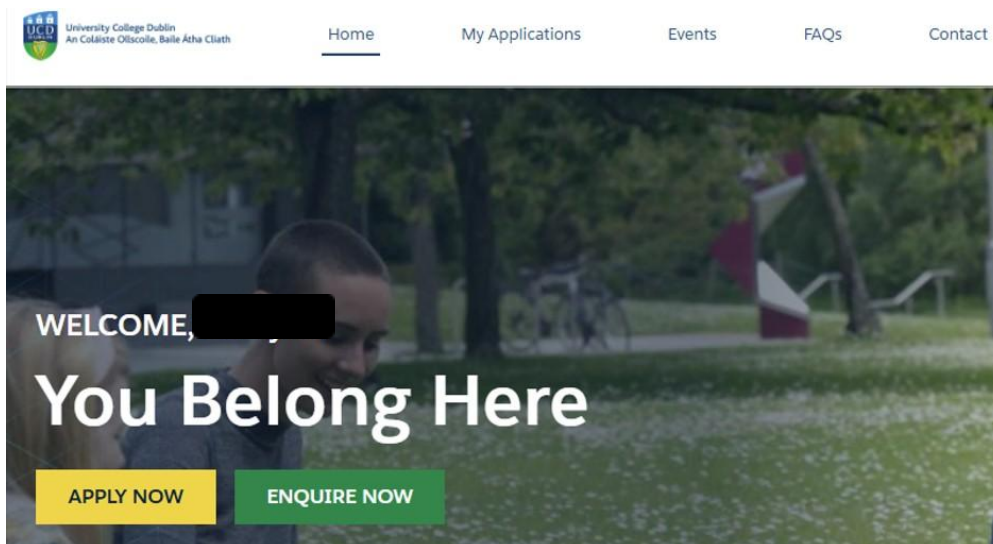 UCD
DUBLIN
University College Dublin
An Coláiste Ollscoile, Baile Átha Cliath
Home
My Applications
Events
FAQs
Contact
WELCOME,
You Belong Here
APPLY NOW
ENQUIRE NOW